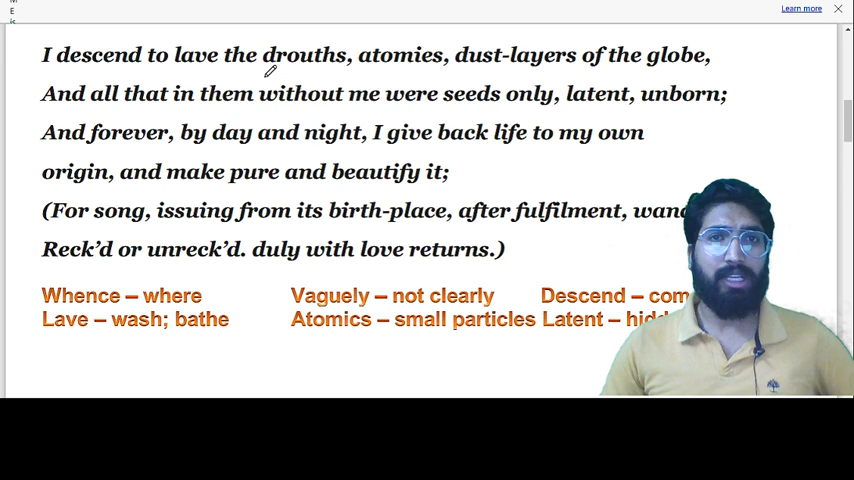 M
E
is
Learn more
I descend to lave the drouths, atomies, dust-layers of the globe,
And all that in them without me were seeds only, latent, unborn;
And forever, by day and night, I give back life to my own
origin, and make pure and beautify it;
(For song, issuing from its birth-place, after fulfilment,
Reck'd or unreck'd. duly with love returns.)
Whence – where Vaguely – not clearly Descend –
Lave – wash; bathe Atomics – small particles Latent –